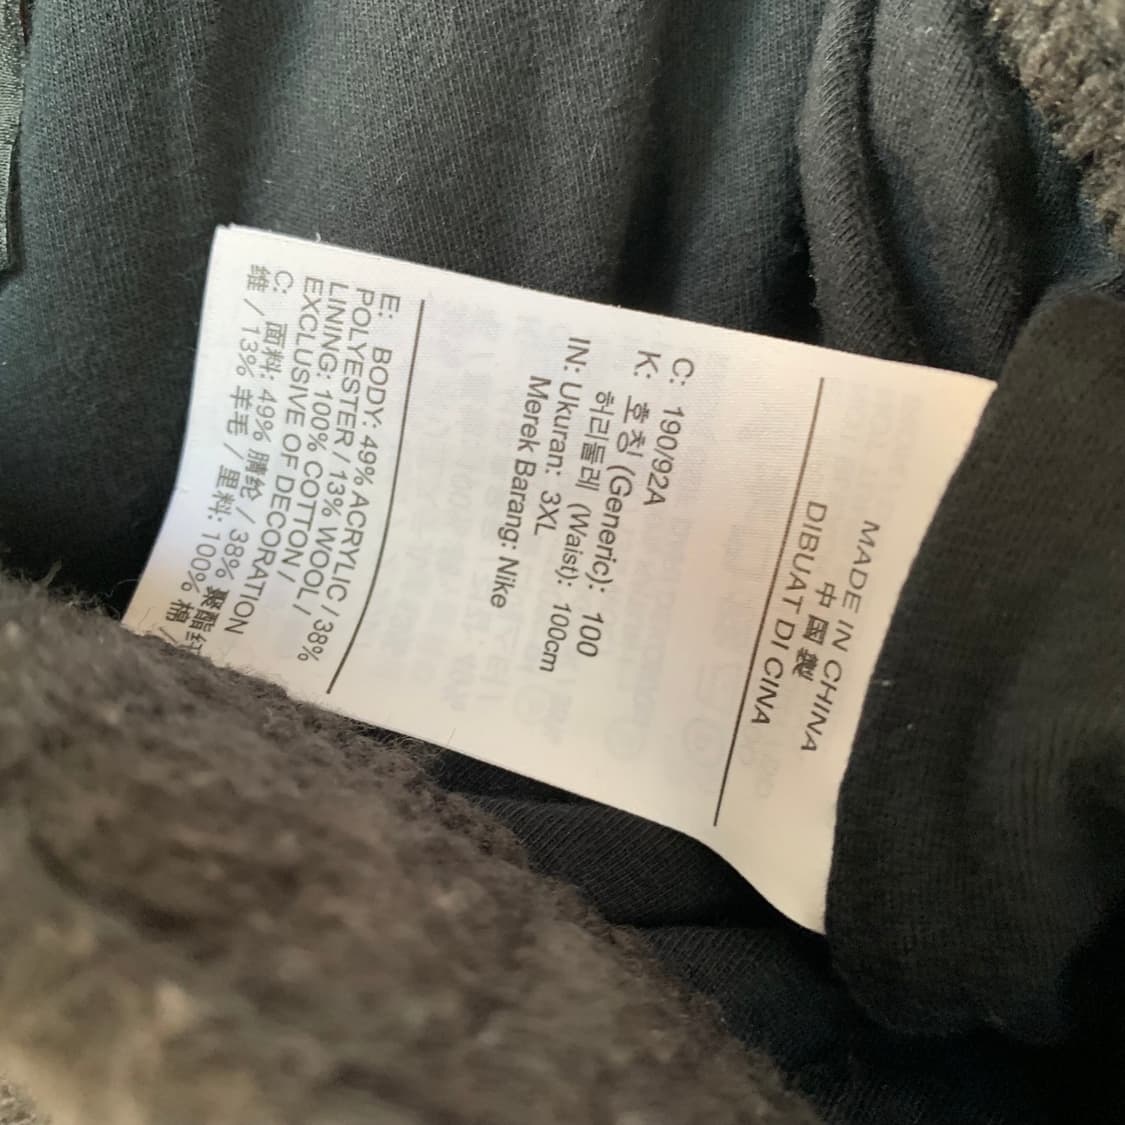 MADE IN CHINA
中國製
DIBUAT DI CINA
C: 190/92A
K: 호칭 (Generic): 100
허리둘레 (Waist): 100cm
IN: Ukuran: 3XL
Merek Barang: Nike
E: BODY: 49% ACRYLIC / 38%
POLYESTER / 13% WOOL /
LINING: 100% COTTON /
EXCLUSIVE OF DECORATION
C: 面料: 49% 腈纶 / 38% 聚酯纤
维 / 13% 羊毛 / 里料: 100% 棉 /